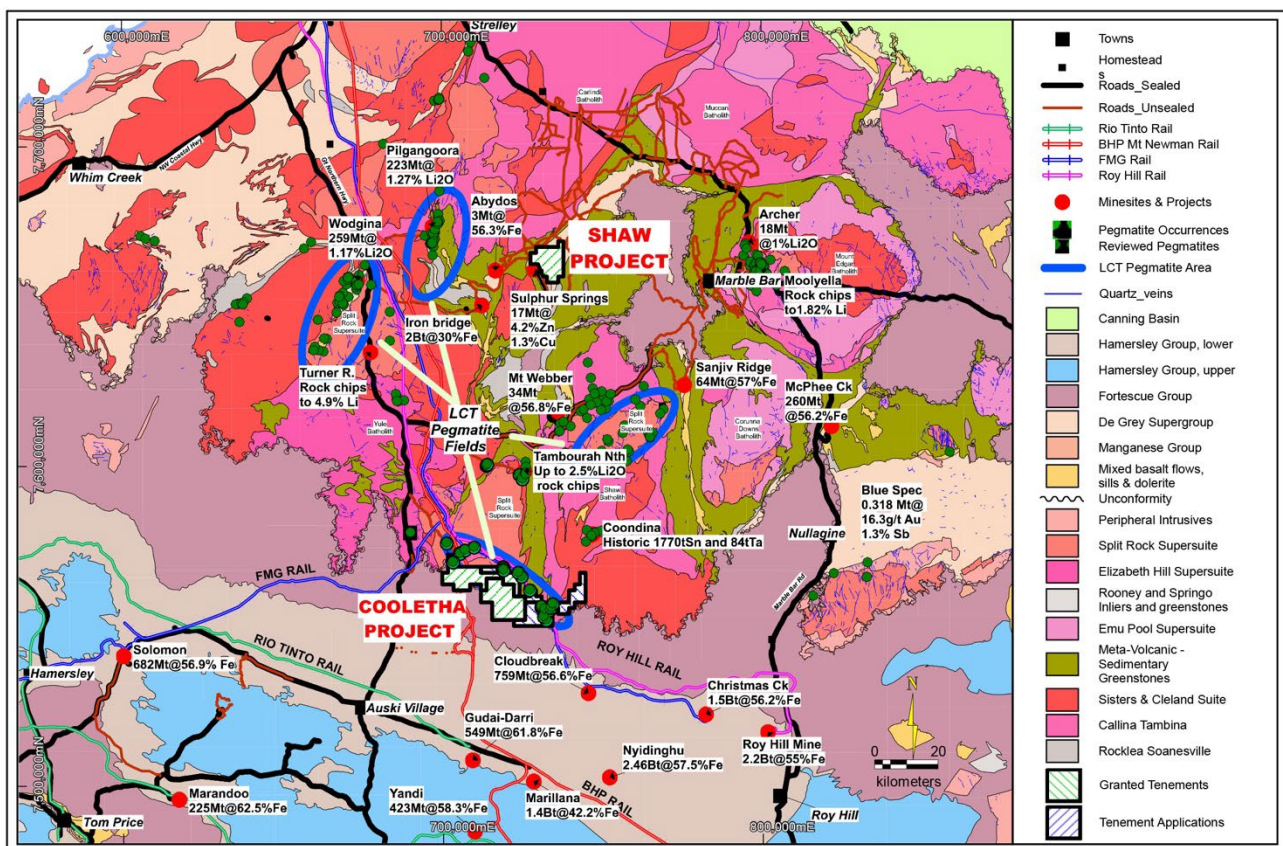 600,000mE
700,000mE
800,000mE
Strelley
Carlindi
Batholith
Muccan
Batholith
7,700,000mN
NW Coastal Hwy
Gt Northern Hwy
Whim Creek
Pilgangoora
223Mt@
1.27% Li2O
Abydos
3Mt@
56.3%Fe
Wodgina
259Mt@
1.17%Li2O
SHAW
PROJECT
Archer
18Mt
@1%Li2O
Mount
Edgar
Batholith
Marble Bar
Moolyella
Rock chips
to1.82% Li
Sulphur Springs
17Mt@
4.2%Zn
1.3%Cu
Split
Rock
Supersuite
Iron bridge
2Bt@30%Fe
Turner R.
Rock chips
to 4.9% Li
Mt Webber
34Mt
@56.8%Fe
Sanjiv Ridge
64Mt@57%Fe
McPhee Ck
260Mt
@56.2%Fe
LCT
Pegmatite
Fields
Split
Rock
Supersuite
Yule
Batholith
Corunna
Downs
Batholith
Tambourah Nth
Up to 2.5%Li2O
rock chips
7,600,000mN
Split
Rock
Supersuite
Shaw
Batholith
Blue Spec
0.318 Mt@
16.3g/t Au
1.3% Sb
Coondina
Historic 1770tSn and 84tTa
Nullagine
FMG RAIL
Marble Bar Rd
COOLETHA
PROJECT
RIO TINTO RAIL
ROY HILL RAIL
Solomon
682Mt@56.9% Fe
Hamersley
Cloudbreak
759Mt@56.6%Fe
Christmas Ck
1.5Bt@56.2%Fe
Auski Village
Gudai-Darri
549Mt@61.8%Fe
Roy Hill Mine
2.2Bt@55%Fe
Nyidinghu
2.46Bt@57.5%Fe
BHP RAIL
Marandoo
225Mt@62.5%Fe
Yandi
423Mt@58.3%Fe
Marillana
1.4Bt@42.2%Fe
7,500,000mN
Tom Price
Roy Hill
700,000mE
800,000mE
N
0 20
kilometers
Towns
Homestead
s
Roads_Sealed
Roads_Unsealed
Rio Tinto Rail
BHP Mt Newman Rail
FMG Rail
Roy Hill Rail
Minesites & Projects
Pegmatite Occurrences
Reviewed Pegmatites
LCT Pegmatite Area
Quartz_veins
Canning Basin
Hamersley Group, lower
Hamersley Group, upper
Fortescue Group
De Grey Supergroup
Manganese Group
Mixed basalt flows,
sills & dolerite
Unconformity
Peripheral Intrusives
Split Rock Supersuite
Elizabeth Hill Supersuite
Rooney and Springo
Inliers and greenstones
Emu Pool Supersuite
Meta-Volcanic -
Sedimentary
Greenstones
Sisters & Cleland Suite
Callina Tambina
Rocklea Soanesville
Granted Tenements
Tenement Applications